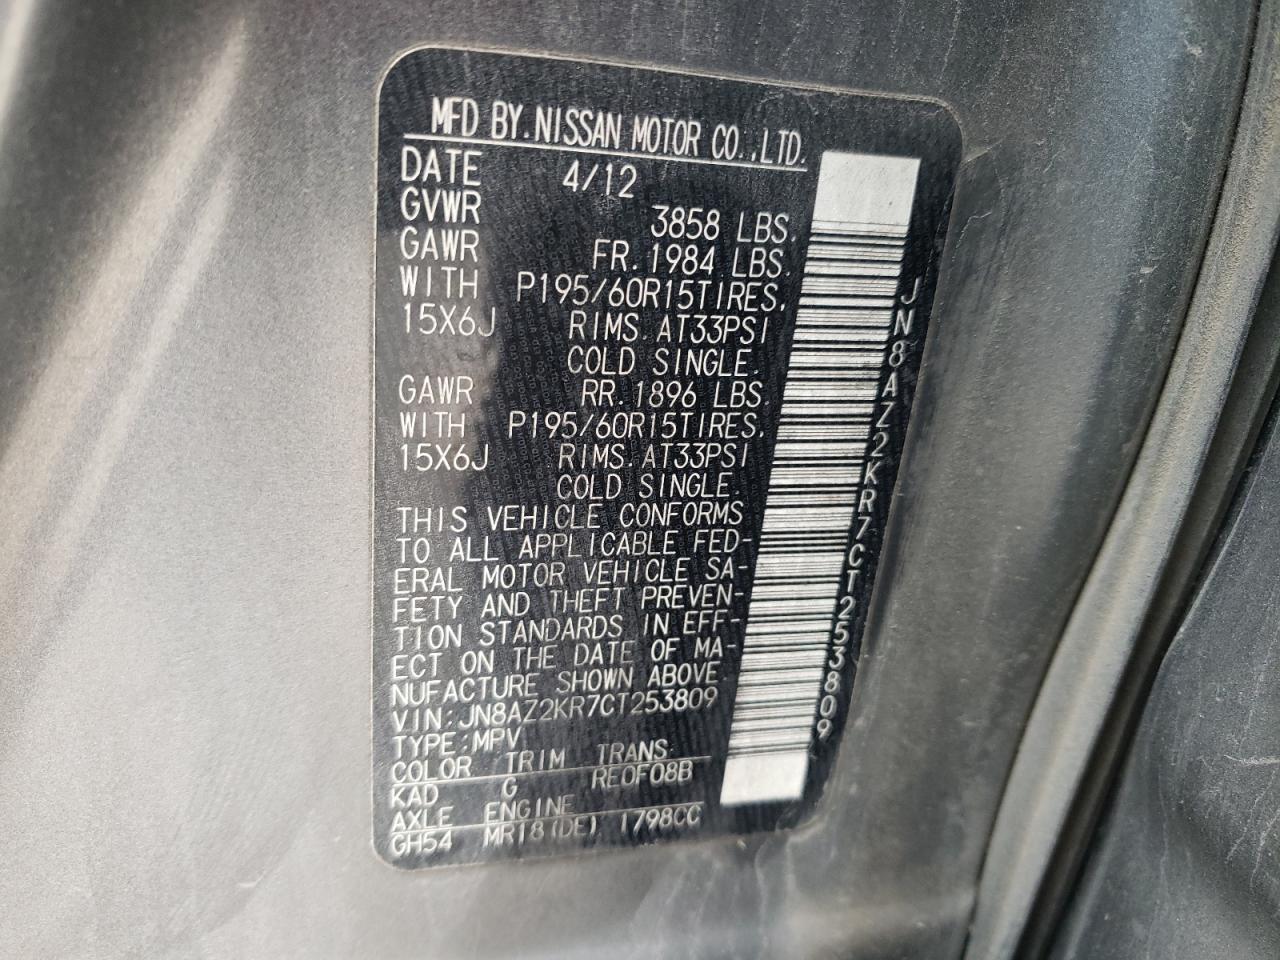 MFD BY.NISSAN MOTOR CO.,LTD.
DATE 4/12
GVWR 3858 LBS.
GAWR FR.1984 LBS.
WITH P195/60R15TIRES,
15X6J RIMS.AT33PSI
COLD SINGLE.
GAWR RR.1896 LBS.
WITH P195/60R15TIRES,
15X6J RIMS.AT33PSI
COLD SINGLE.
THIS VEHICLE CONFORMS
TO ALL APPLICABLE FED-
ERAL MOTOR VEHICLE SA-
FETY AND THEFT PREVEN-
TION STANDARDS IN EFF-
ECT ON THE DATE OF MA-
NUFACTURE SHOWN ABOVE
VIN:JN8AZ2KR7CT253809
TYPE:MPV
COLOR TRIM TRANS:
KAD G RE0F08B
AXLE ENGINE
GH54 MR18(DE) 1798CC
JN8AZ2KR7CT253809